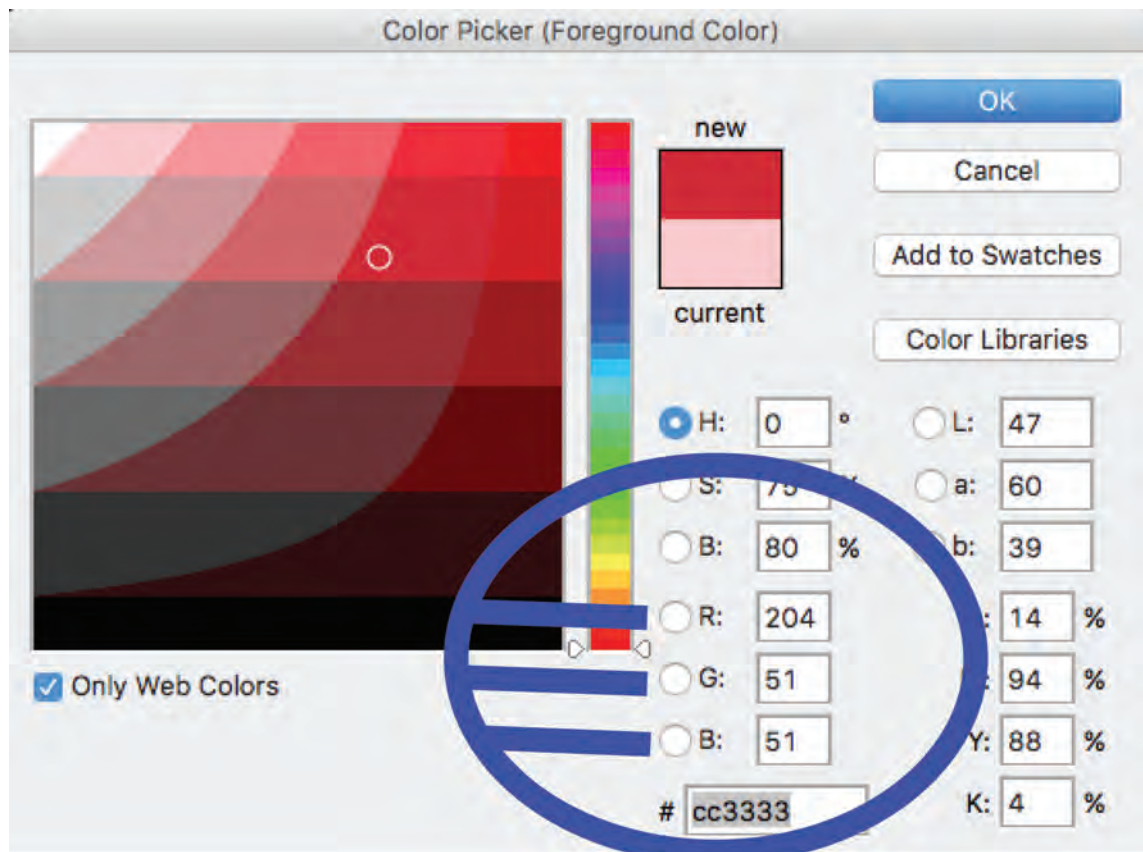 Color Picker (Foreground Color)
OK
Cancel
Add to Swatches
Color Libraries
new
current
H: 0 °
S:
B: 80 %
R: 204
G: 51
B: 51
# cc3333
L: 47
a: 60
b: 39
: 14 %
94 %
Y: 88 %
K: 4 %
Only Web Colors